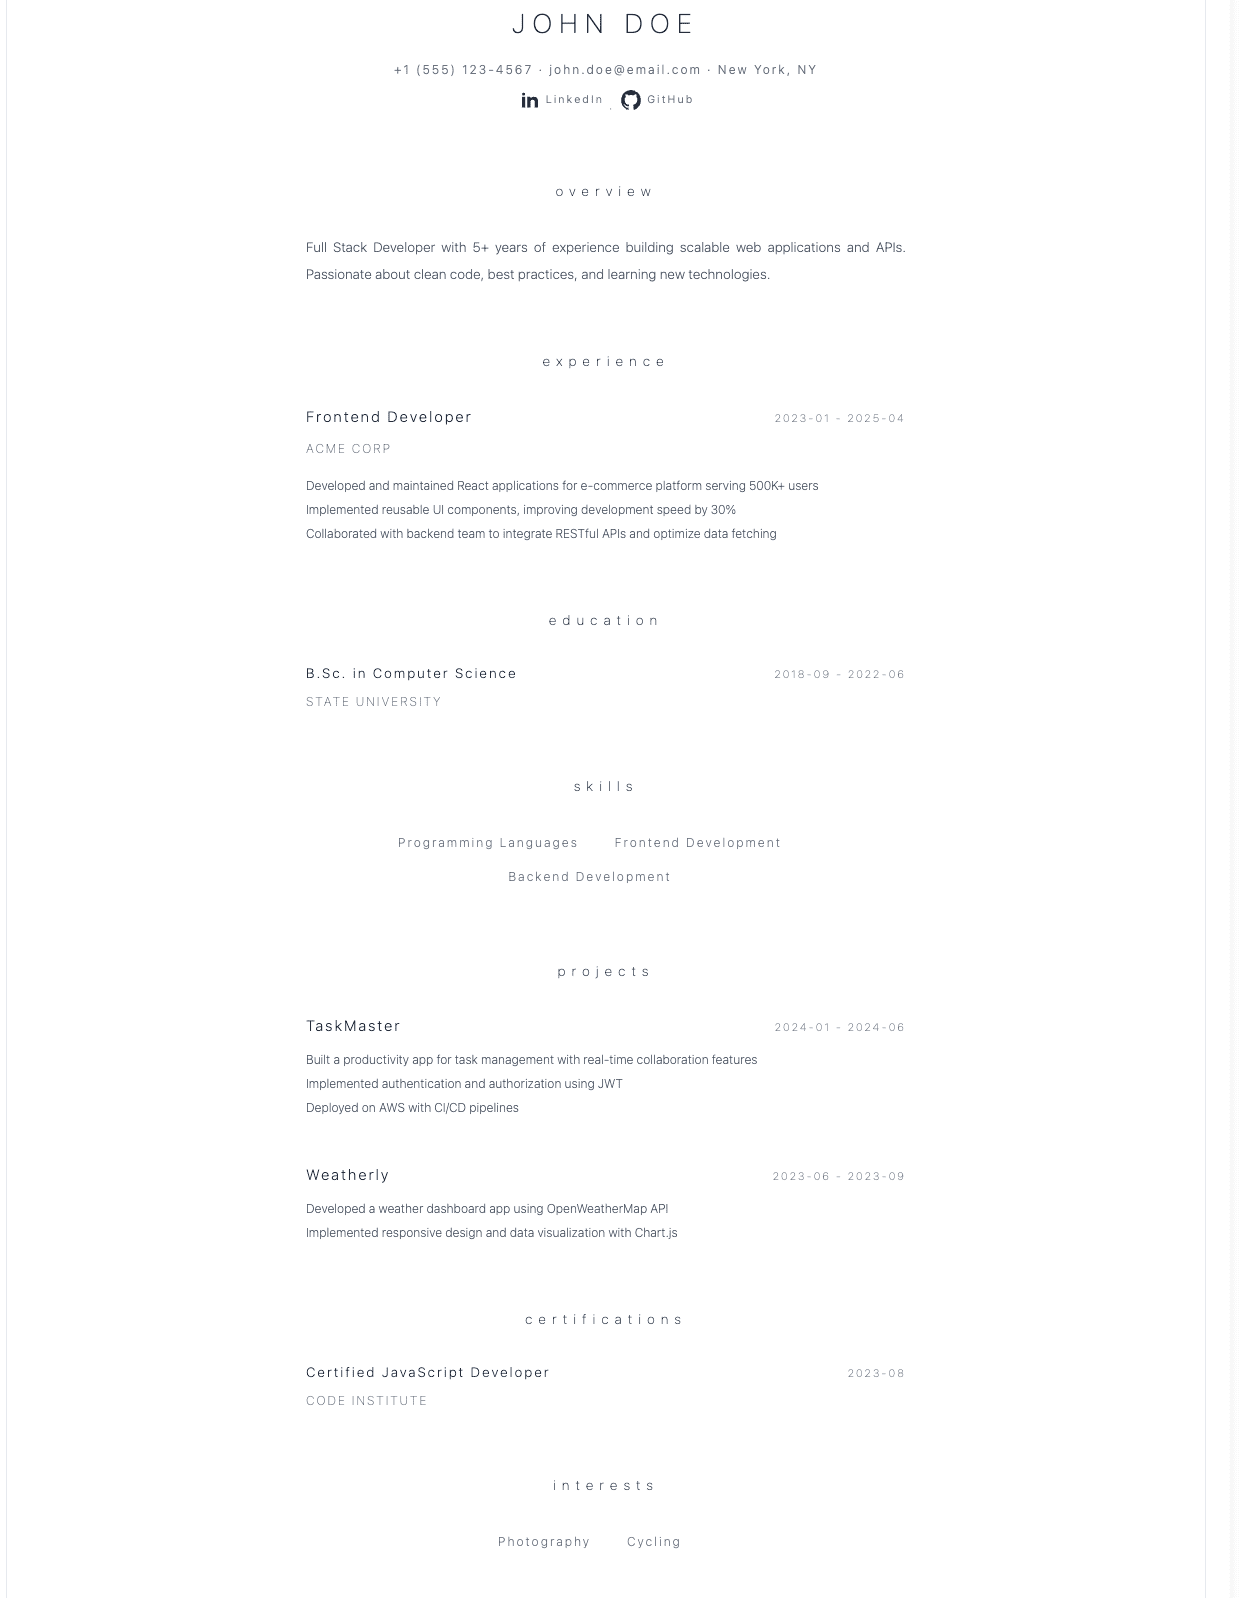 JOHN DOE
+1 (555) 123-4567 · john.doe@email.com · New York, NY
LinkedIn · GitHub
overview
Full Stack Developer with 5+ years of experience building scalable web applications and APIs.
Passionate about clean code, best practices, and learning new technologies.
experience
Frontend Developer 2023-01 - 2025-04
ACME CORP
Developed and maintained React applications for e-commerce platform serving 500K+ users
Implemented reusable UI components, improving development speed by 30%
Collaborated with backend team to integrate RESTful APIs and optimize data fetching
education
B.Sc. in Computer Science 2018-09 - 2022-06
STATE UNIVERSITY
skills
Programming Languages Frontend Development
Backend Development
projects
TaskMaster 2024-01 - 2024-06
Built a productivity app for task management with real-time collaboration features
Implemented authentication and authorization using JWT
Deployed on AWS with CI/CD pipelines
Weatherly 2023-06 - 2023-09
Developed a weather dashboard app using OpenWeatherMap API
Implemented responsive design and data visualization with Chart.js
certifications
Certified JavaScript Developer 2023-08
CODE INSTITUTE
interests
Photography Cycling